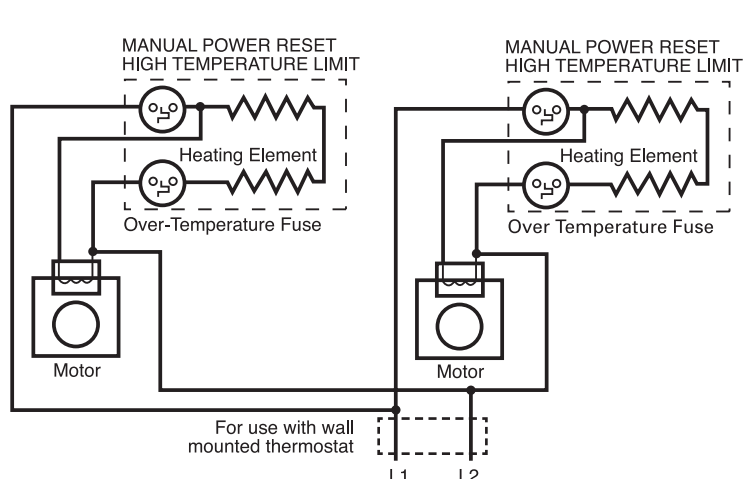 MANUAL POWER RESET
HIGH TEMPERATURE LIMIT
Heating Element
Over-Temperature Fuse
Motor
MANUAL POWER RESET
HIGH TEMPERATURE LIMIT
Heating Element
Over Temperature Fuse
Motor
For use with wall
mounted thermostat
L1 L2